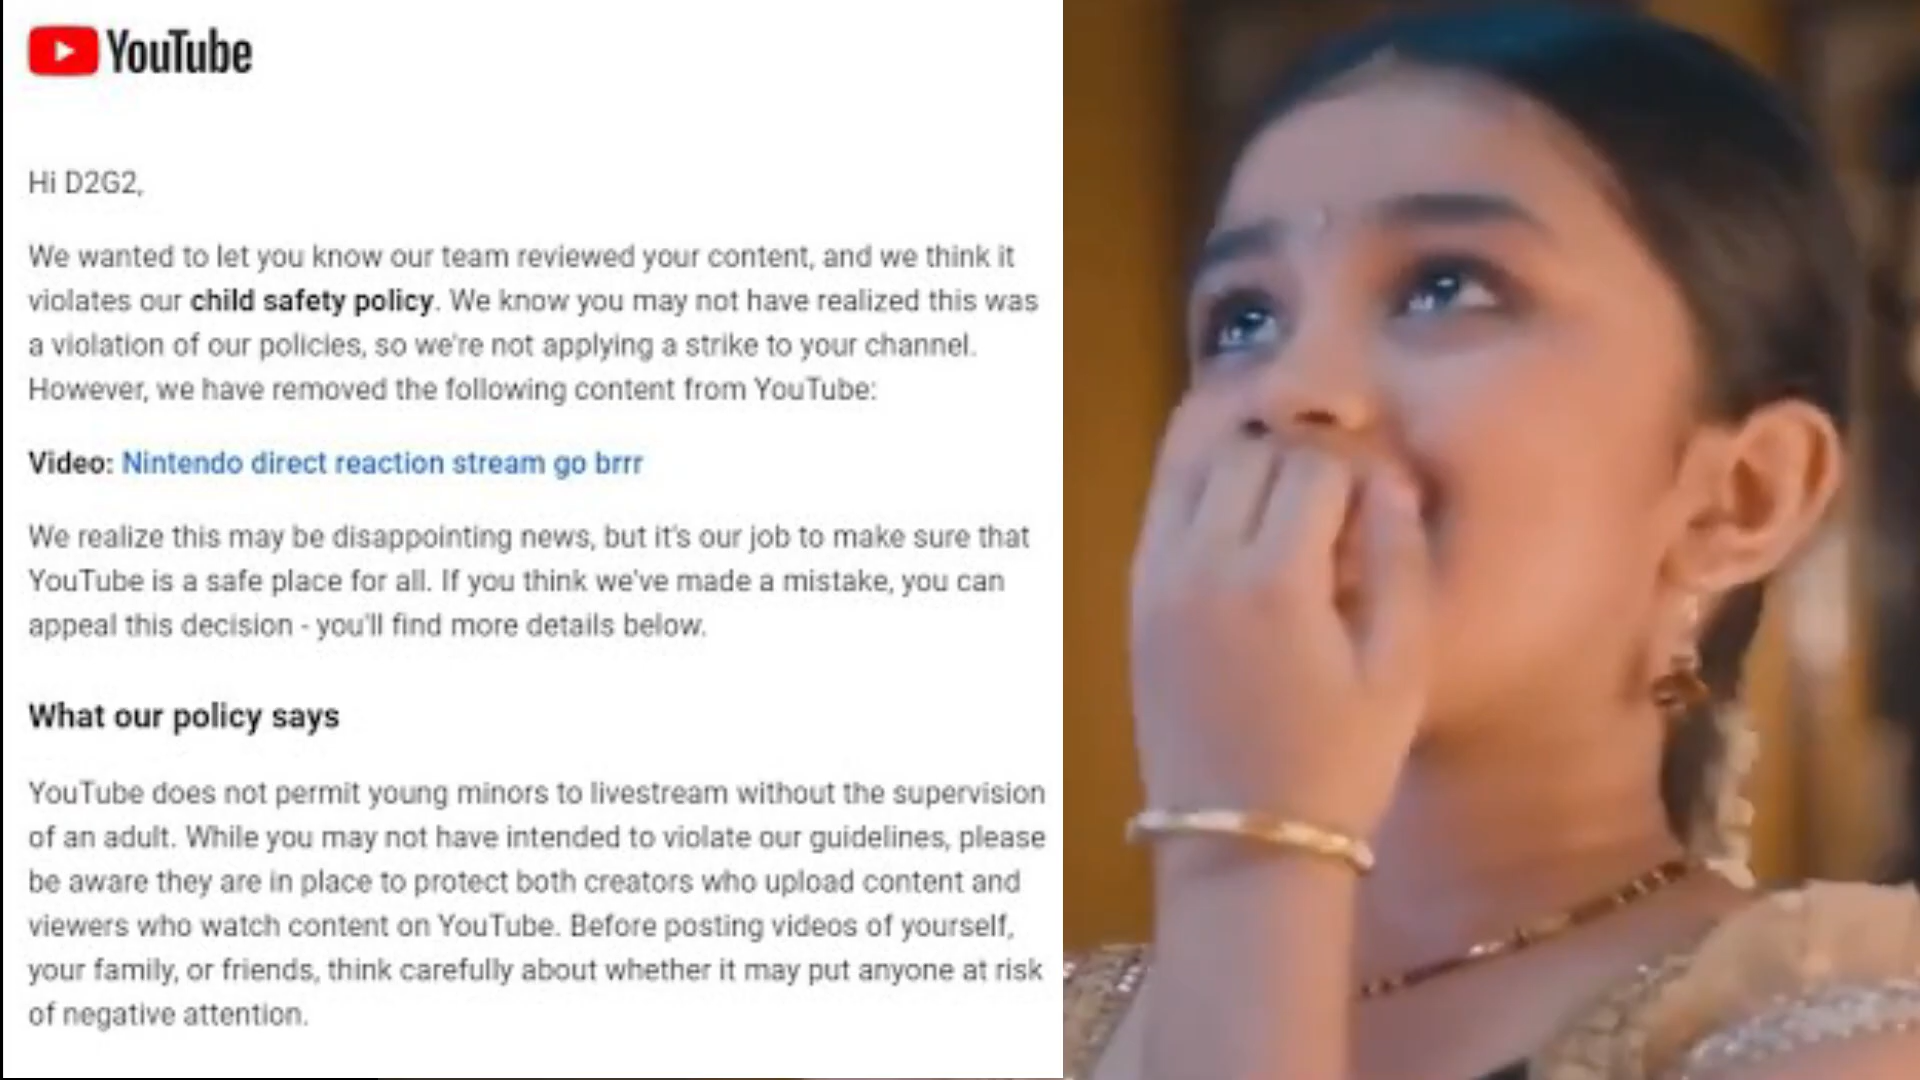 YouTube
Hi D2G2,
We wanted to let you know our team reviewed your content, and we think it
violates our child safety policy. We know you may not have realized this was
a violation of our policies, so we're not applying a strike to your channel.
However, we have removed the following content from YouTube:
Video: Nintendo direct reaction stream go brrr
We realize this may be disappointing news, but it's our job to make sure that
YouTube is a safe place for all. If you think we've made a mistake, you can
appeal this decision - you'll find more details below.
What our policy says
YouTube does not permit young minors to livestream without the supervision
of an adult. While you may not have intended to violate our guidelines, please
be aware they are in place to protect both creators who upload content and
viewers who watch content on YouTube. Before posting videos of yourself,
your family, or friends, think carefully about whether it may put anyone at risk
of negative attention.